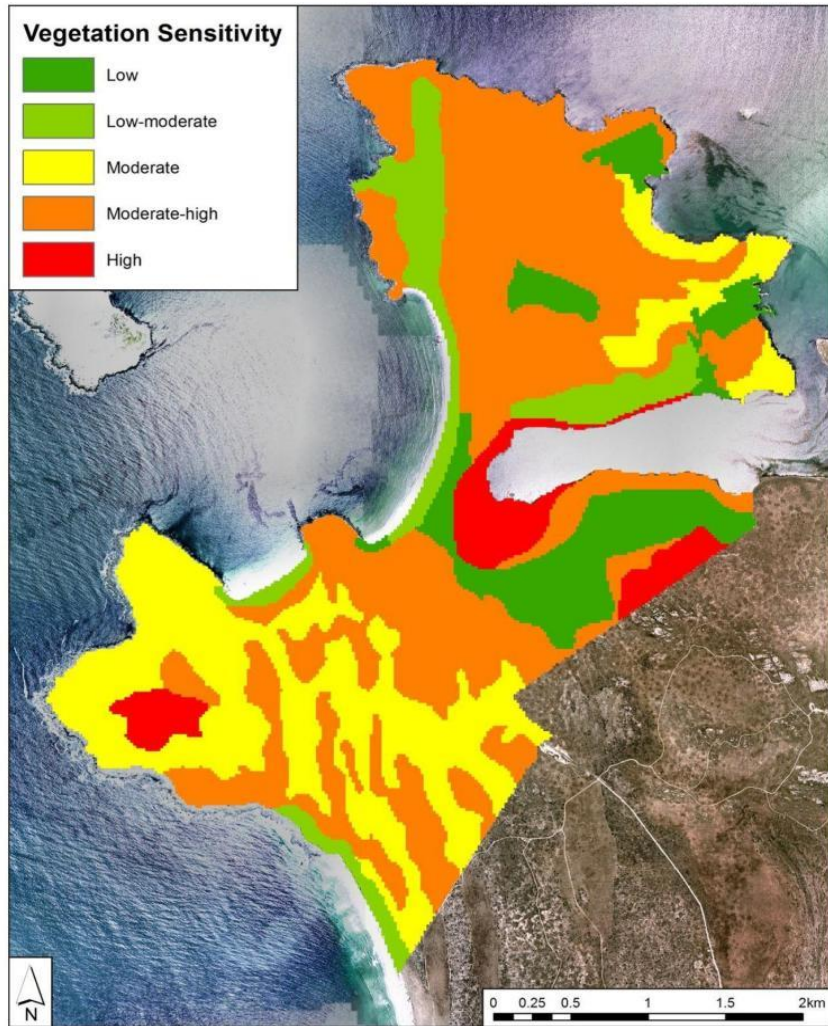 Vegetation Sensitivity
Low
Low-moderate
Moderate
Moderate-high
High
N
0 0.25 0.5 1 1.5 2km